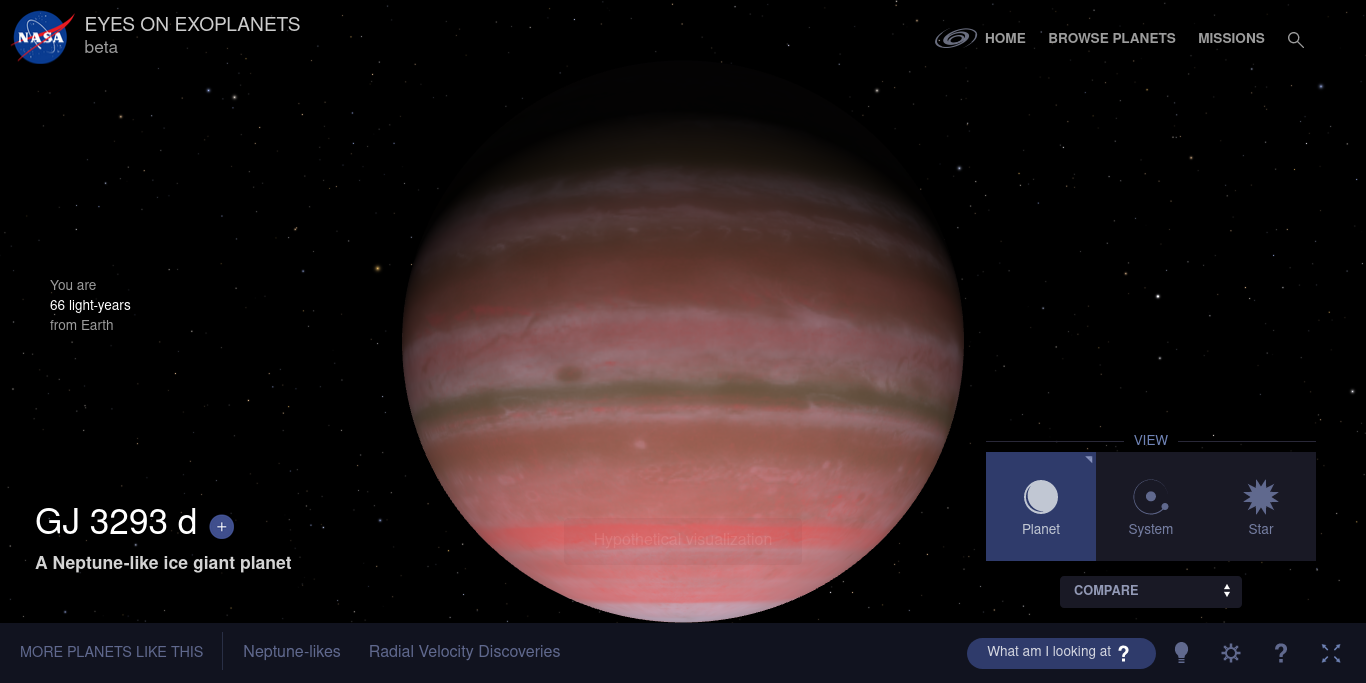 NASA
EYES ON EXOPLANETS
beta
HOME
BROWSE PLANETS
MISSIONS
You are
66 light-years
from Earth
VIEW
Planet
System
Star
GJ 3293 d +
A Neptune-like ice giant planet
Hypothetical visualization
COMPARE
MORE PLANETS LIKE THIS
Neptune-likes
Radial Velocity Discoveries
What am I looking at ?
?